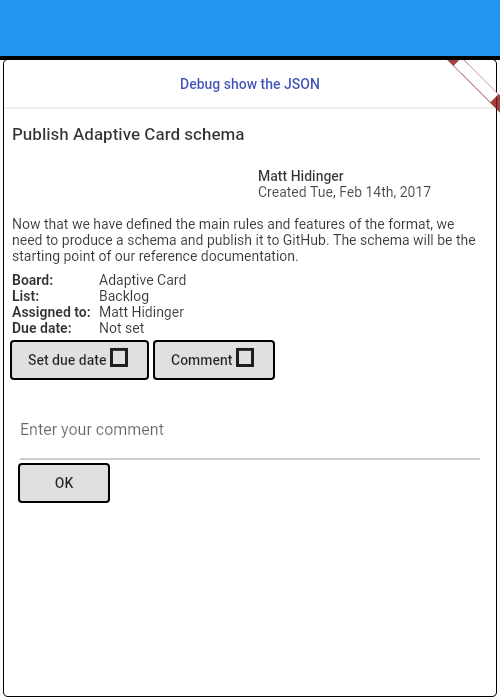 Debug show the JSON
Publish Adaptive Card schema
Matt Hidinger
Created Tue, Feb 14th, 2017
Now that we have defined the main rules and features of the format, we
need to produce a schema and publish it to GitHub. The schema will be the
starting point of our reference documentation.
Board: Adaptive Card
List: Backlog
Assigned to: Matt Hidinger
Due date: Not set
Set due date Comment
Enter your comment
OK